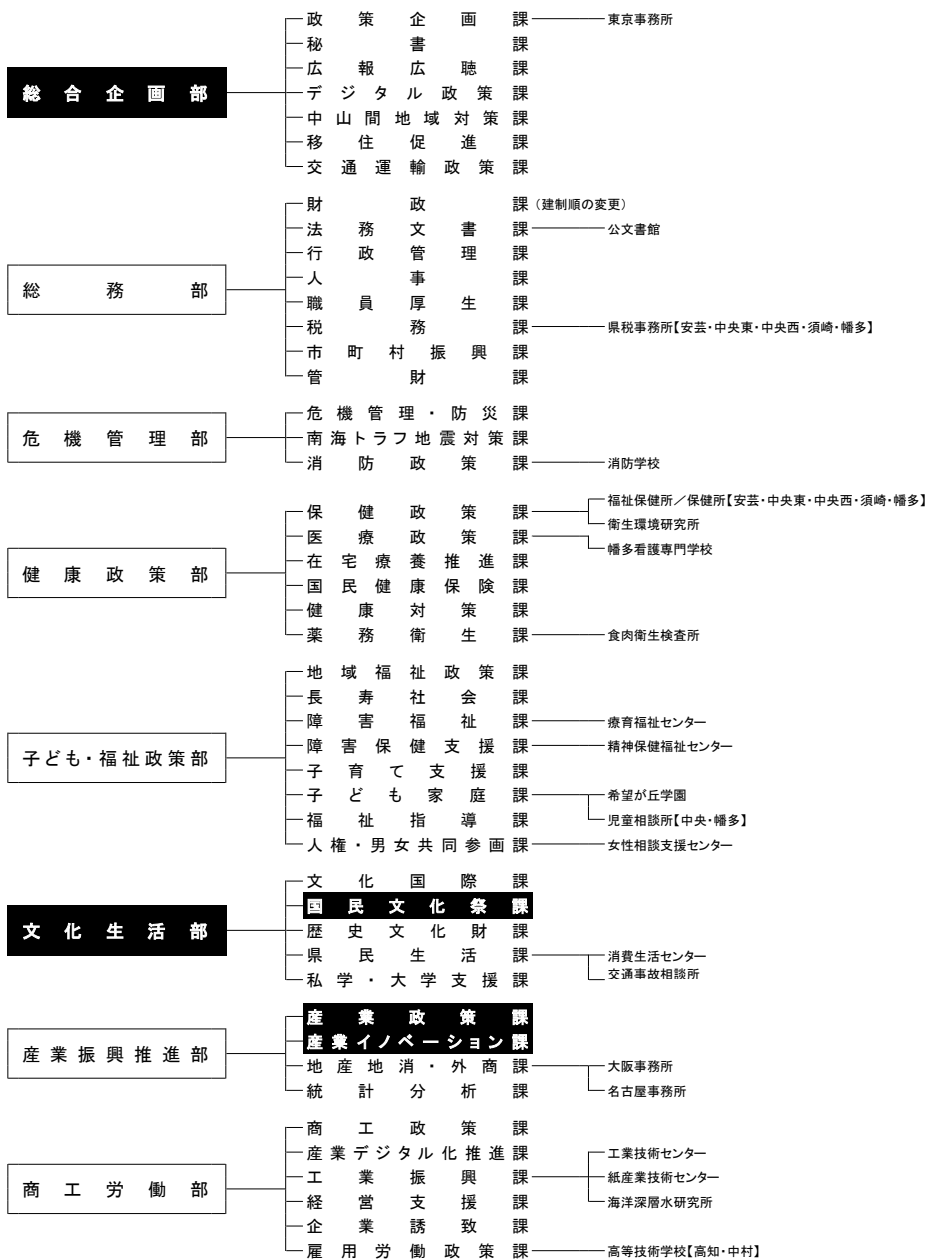 政策企画課 東京事務所
秘書課
広報広聴課
総合企画部
デジタル政策課
中山間地域対策課
移住促進課
交通運輸政策課
財政課(建制順の変更)
法務文書課 公文書館
行政管理課
人事課
総務部
職員厚生課
税務課 県税事務所【安芸・中央東・中央西・須崎・幡多】
市町村振興課
管財課
危機管理・防災課
危機管理部
南海トラフ地震対策課
消防政策課 消防学校
福祉保健所/保健所【安芸・中央東・中央西・須崎・幡多】
保健政策課
衛生環境研究所
医療政策課
幡多看護専門学校
在宅療養推進課
健康政策部
国民健康保険課
健康対策課
薬務衛生課 食肉衛生検査所
地域福祉政策課
長寿社会課
障害福祉課 療育福祉センター
障害保健支援課 精神保健福祉センター
子ども・福祉政策部
子育て支援課
子ども家庭課 希望が丘学園
福祉指導課 児童相談所【中央・幡多】
人権・男女共同参画課 女性相談支援センター
文化国際課
国民文化祭課
文化生活部
歴史文化財課
県民生活課 消費生活センター
私学・大学支援課 交通事故相談所
産業政策課
産業イノベーション課
産業振興推進部
地産地消・外商課 大阪事務所
統計分析課 名古屋事務所
商工政策課
産業デジタル化推進課 工業技術センター
工業振興課 紙産業技術センター
商工労働部
経営支援課 海洋深層水研究所
企業誘致課
雇用労働政策課 高等技術学校【高知・中村】